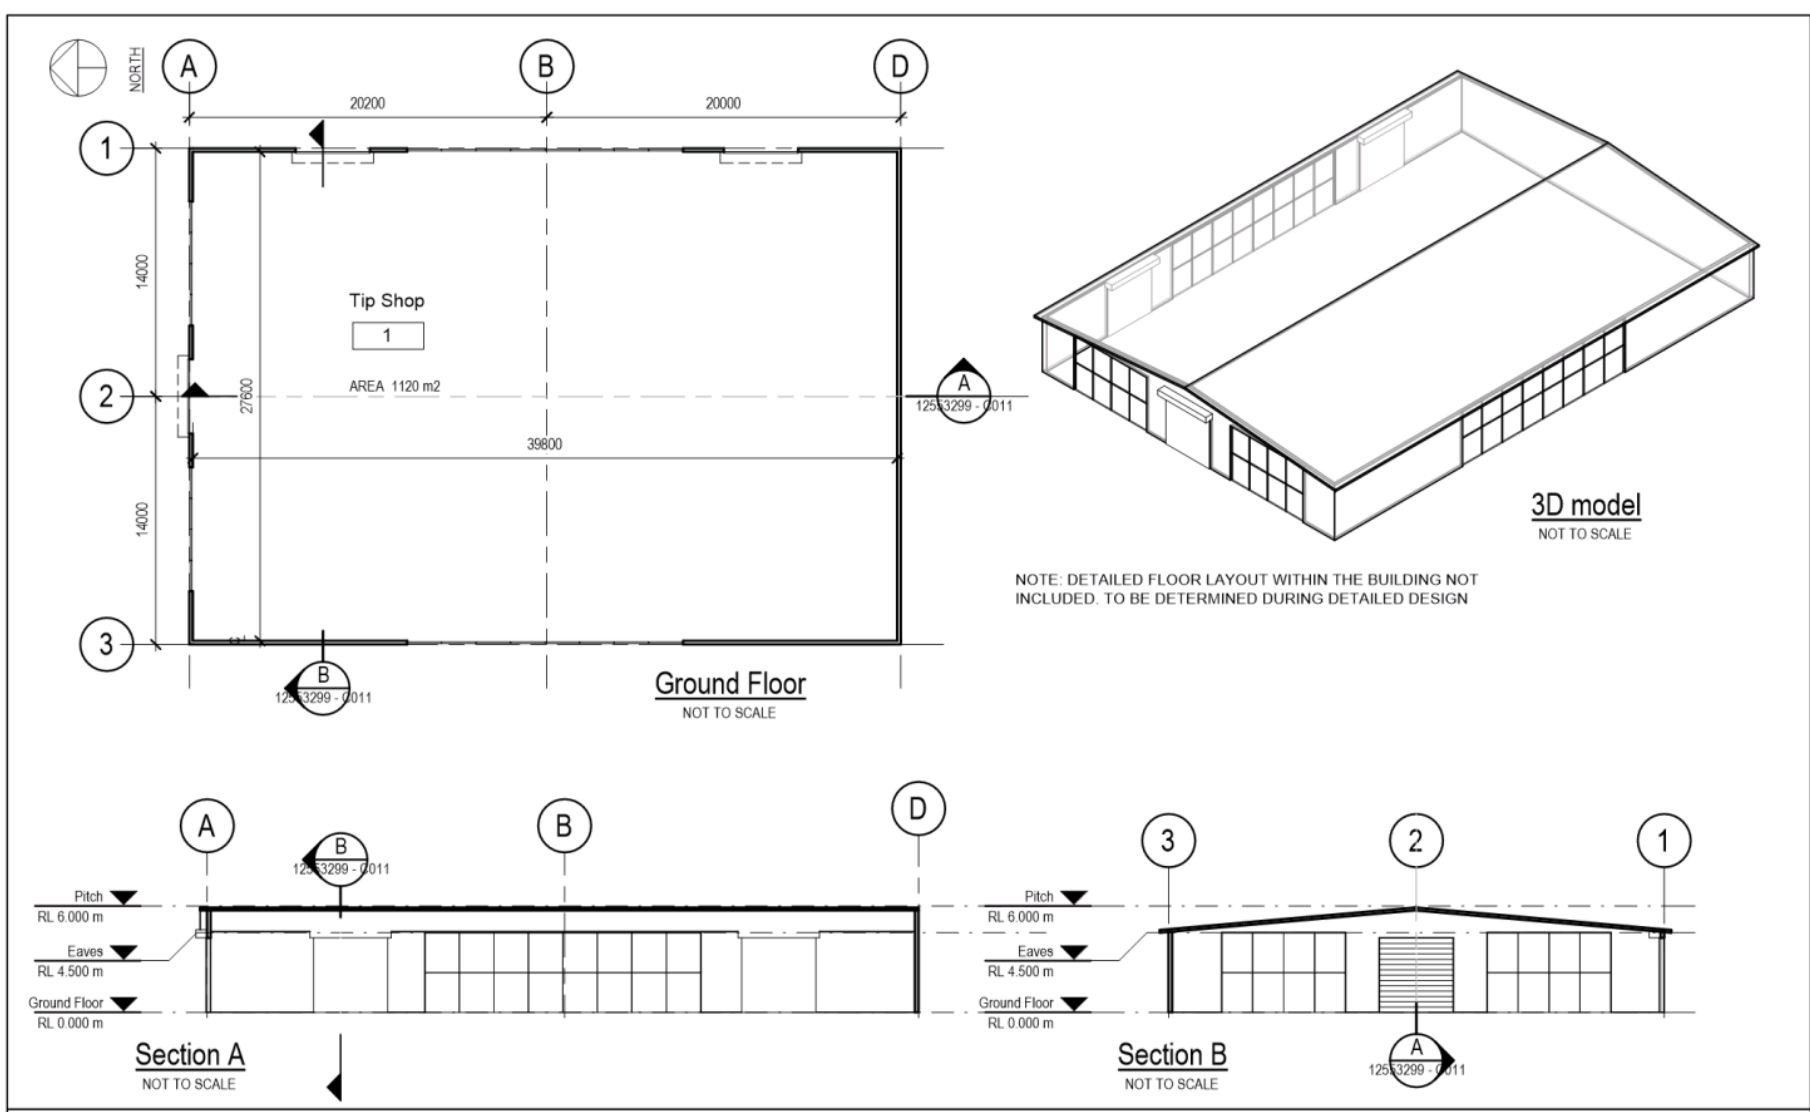 NORTH
A
B
D
20200
20000
1
14000
27600
Tip Shop
1
AREA 1120 m2
2
A
12553299 - C011
39800
14000
3
B
12553299 - C011
Ground Floor
NOT TO SCALE
3D model
NOT TO SCALE
NOTE: DETAILED FLOOR LAYOUT WITHIN THE BUILDING NOT
INCLUDED. TO BE DETERMINED DURING DETAILED DESIGN
A
B
D
B
12553299 - C011
Pitch
RL 6.000 m
Eaves
RL 4.500 m
Ground Floor
RL 0.000 m
Section A
NOT TO SCALE
3
2
1
Pitch
RL 6.000 m
Eaves
RL 4.500 m
Ground Floor
RL 0.000 m
A
12553299 - C011
Section B
NOT TO SCALE